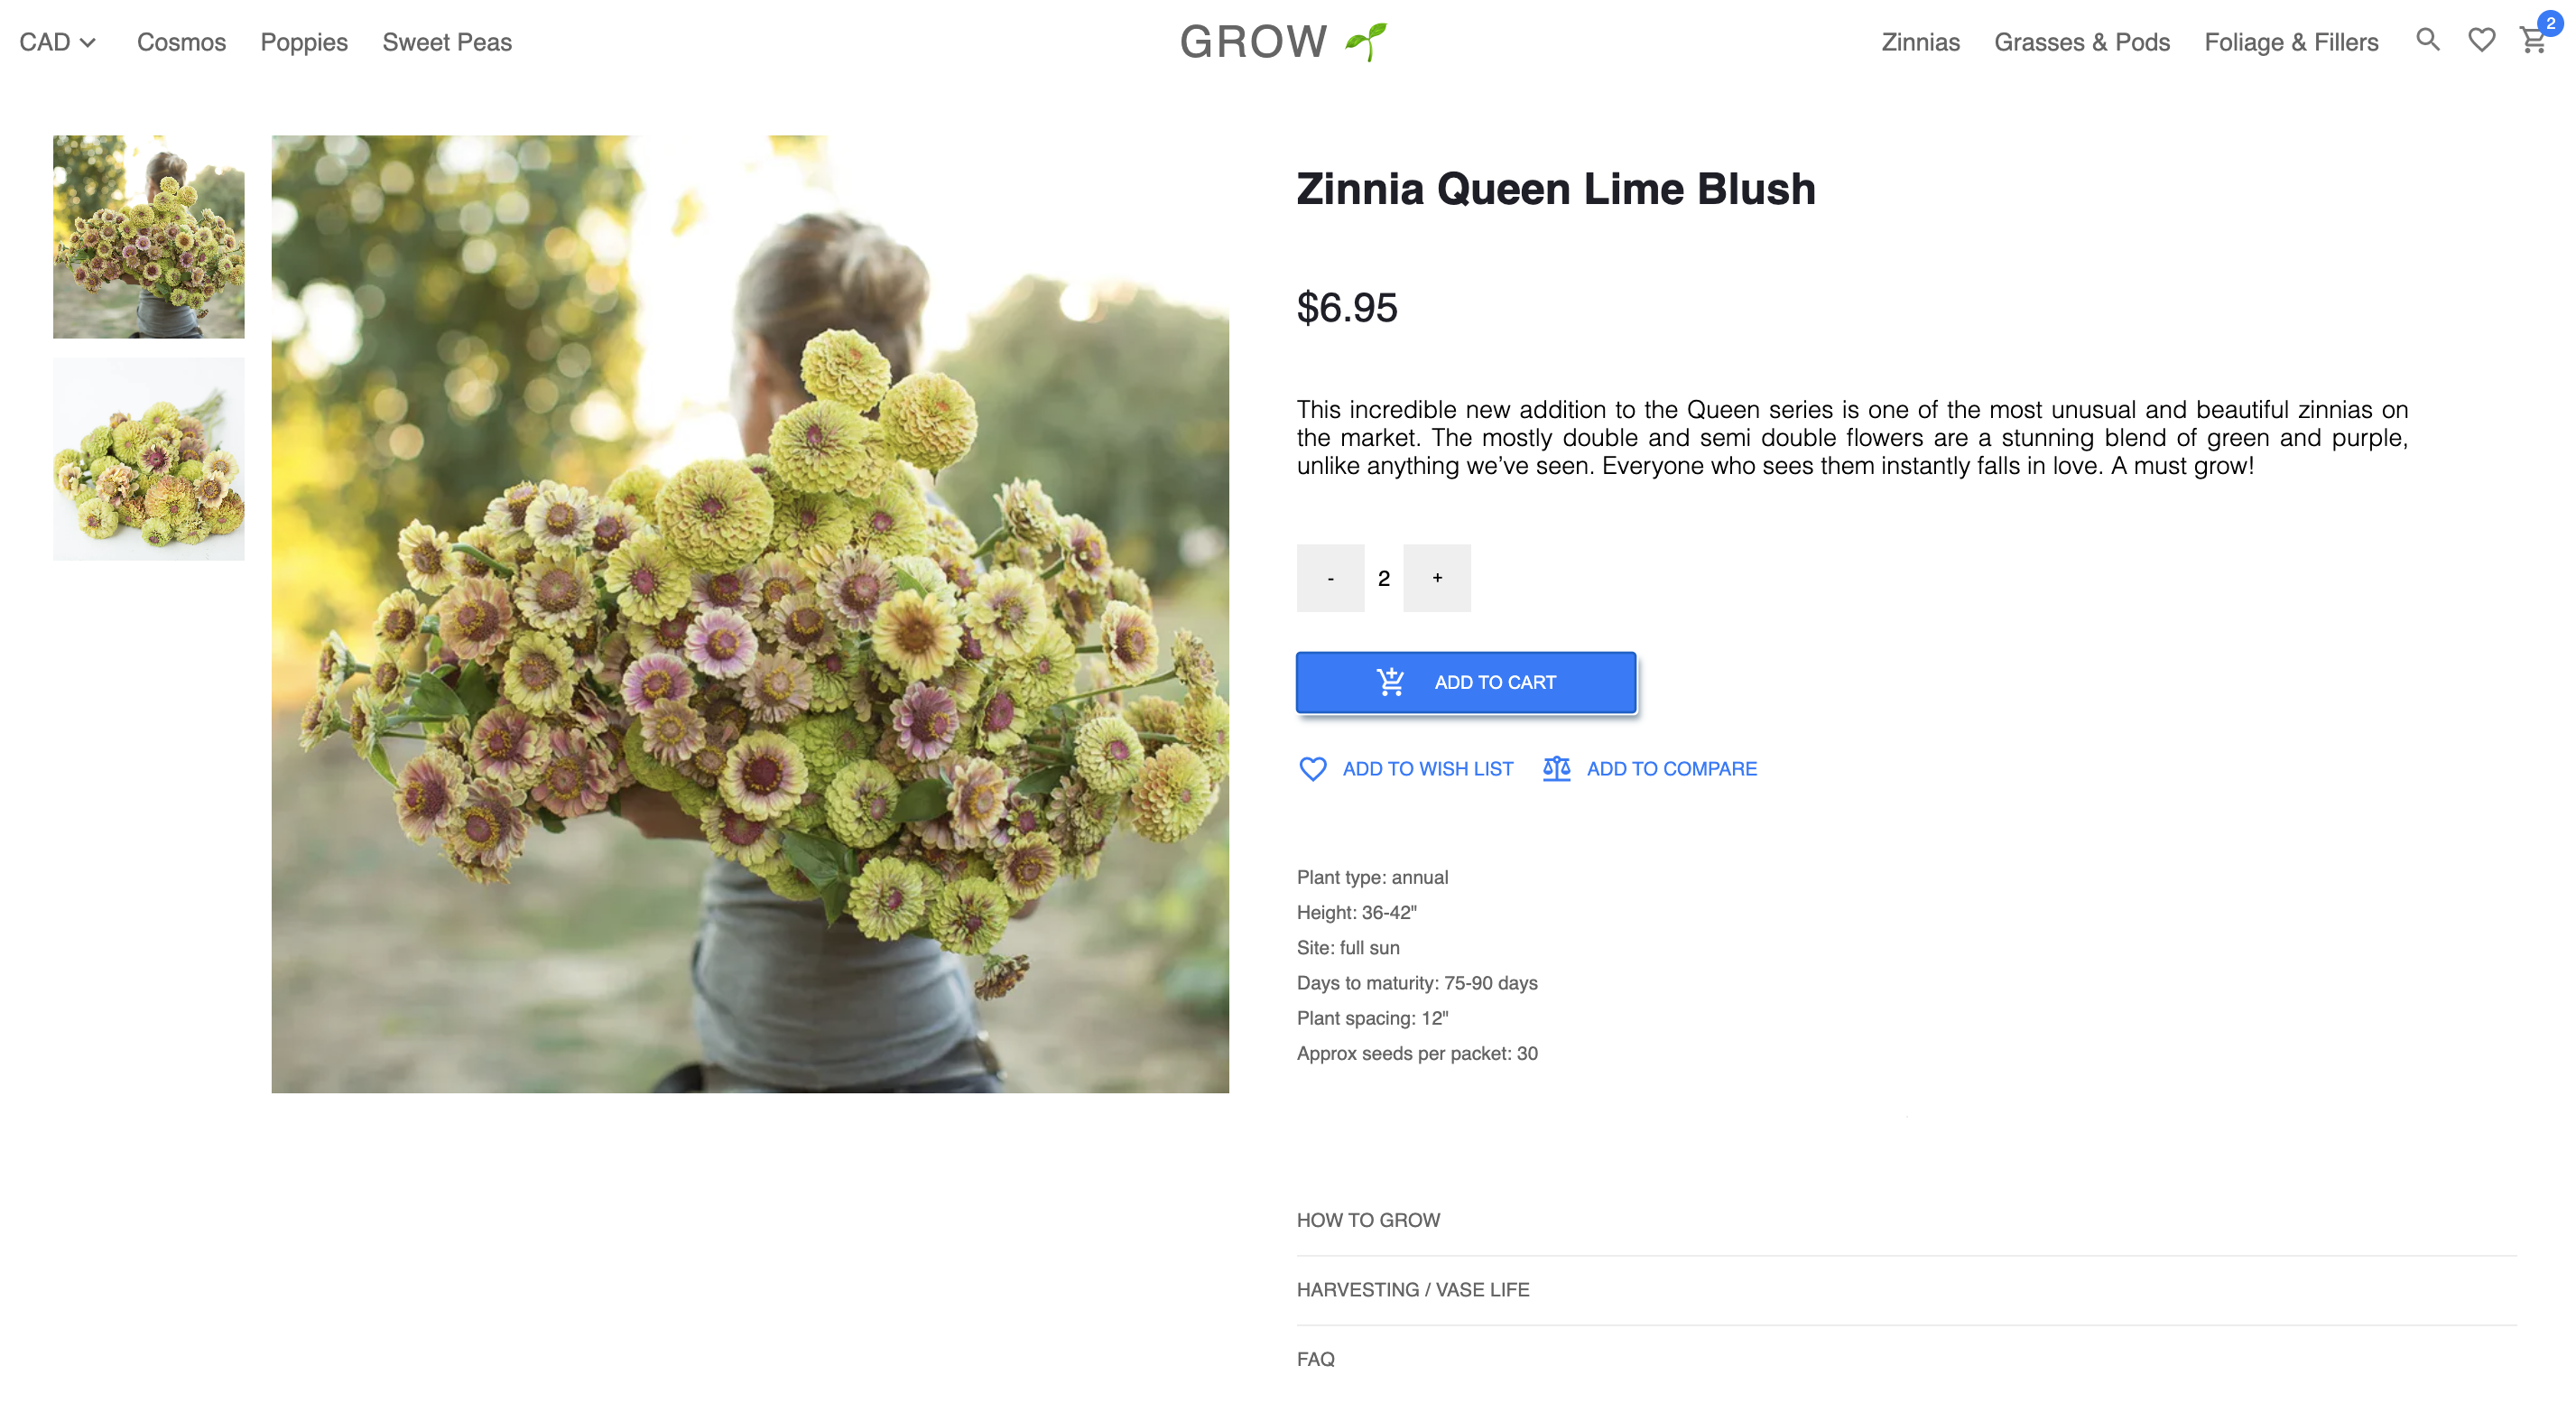 CAD
Cosmos
Poppies
Sweet Peas
GROW
Zinnias
Grasses & Pods
Foliage & Fillers
2
Zinnia Queen Lime Blush
$6.95
This incredible new addition to the Queen series is one of the most unusual and beautiful zinnias on
the market. The mostly double and semi double flowers are a stunning blend of green and purple,
unlike anything we’ve seen. Everyone who sees them instantly falls in love. A must grow!
- 2 +
ADD TO CART
ADD TO WISH LIST
ADD TO COMPARE
Plant type: annual
Height: 36-42"
Site: full sun
Days to maturity: 75-90 days
Plant spacing: 12"
Approx seeds per packet: 30
HOW TO GROW
HARVESTING / VASE LIFE
FAQ